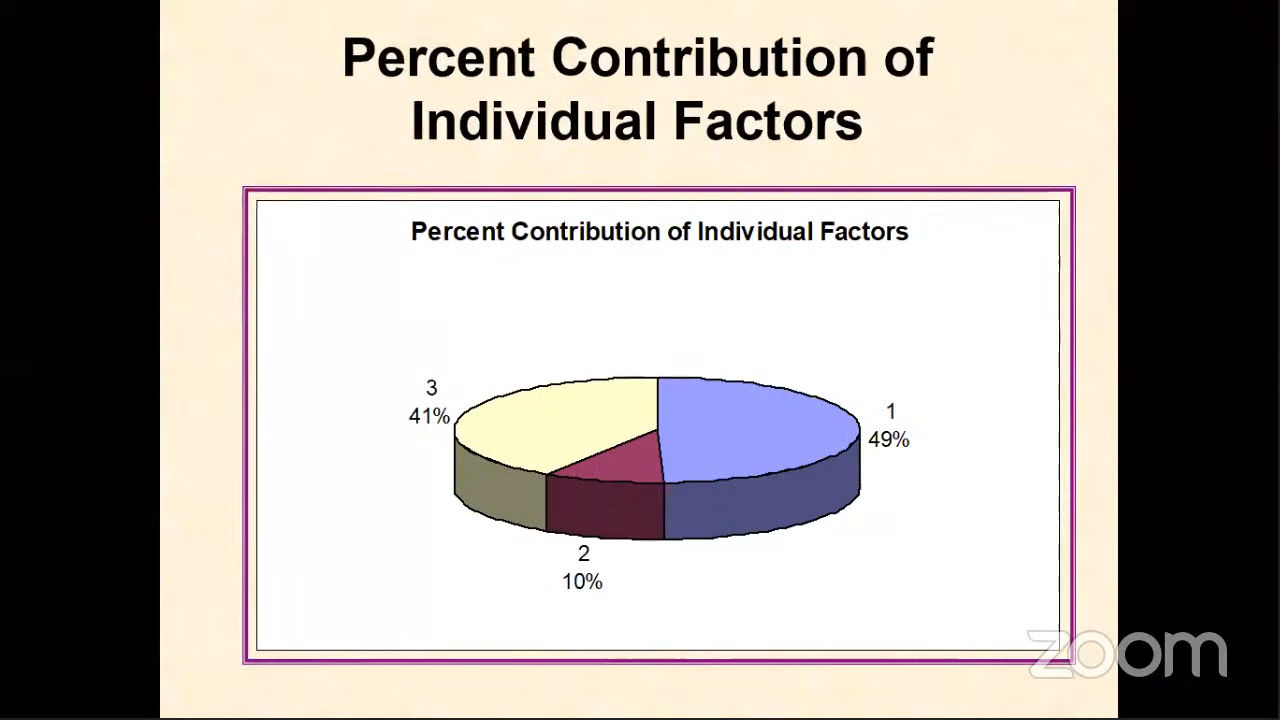 Percent Contribution of
Individual Factors
Percent Contribution of Individual Factors
3
41%
1
49%
2
10%
zoom